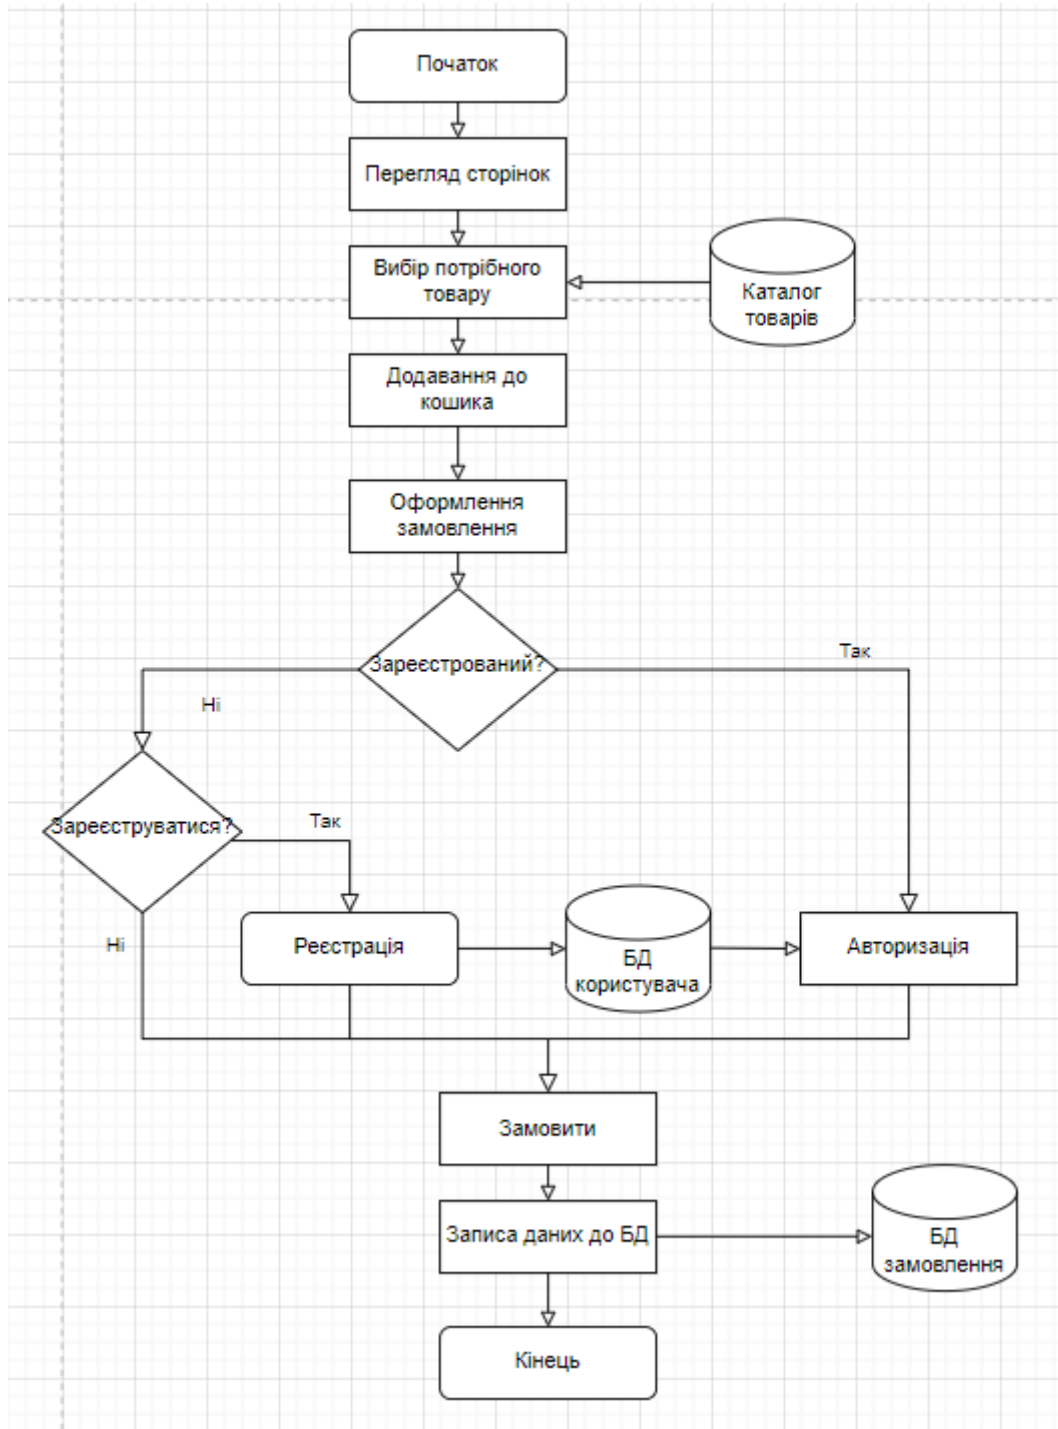 Початок
Перегляд сторінок
Вибір потрібного
товару
Каталог
товарів
Додавання до
кошика
Оформлення
замовлення
Зареєстрований?
Так
Ні
Зареєструватися?
Так
Ні
Реєстрація
БД
користувача
Авторизація
Замовити
Записа даних до БД
БД
замовлення
Кінець